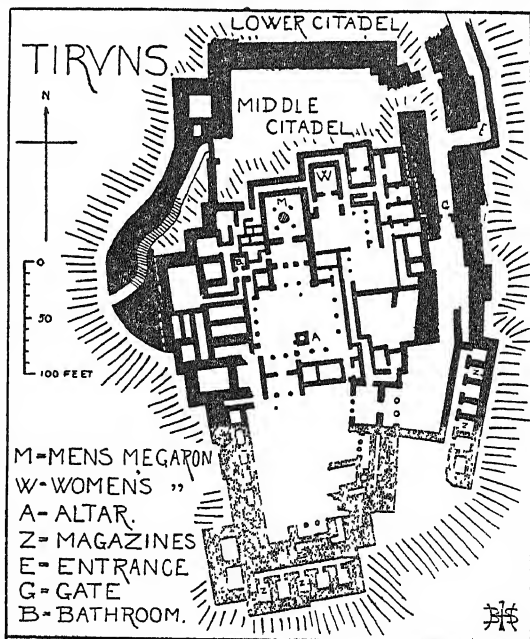 LOWER CITADEL
TIRVNS.
N
MIDDLE
CITADEL
E
W
M
G
B
0
A
50
Z
100 FEET
Z
Z
M=MENS MEGARON
W=WOMENS „
A=ALTAR.
Z=MAGAZINES
E=ENTRANCE
G=GATE
B=BATHROOM.
Z Z